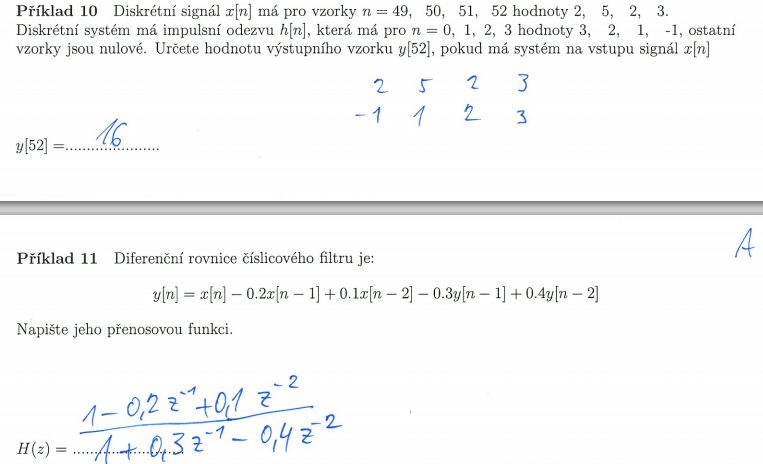 Příklad 10 Diskrétní signál x[n] má pro vzorky n = 49, 50, 51, 52 hodnoty 2, 5, 2, 3.
Diskrétní systém má impulsní odezvu h[n], která má pro n = 0, 1, 2, 3 hodnoty 3, 2, 1, -1, ostatní
vzorky jsou nulové. Určete hodnotu výstupního vzorku y[52], pokud má systém na vstupu signál x[n]
2 5 2 3
-1 1 2 3
y[52] =......16......
A
Příklad 11 Diferenční rovnice číslicového filtru je:
y[n] = x[n] − 0.2x[n − 1] + 0.1x[n − 2] − 0.3y[n − 1] + 0.4y[n − 2]
Napište jeho přenosovou funkci.
1 − 0,2 z⁻¹ + 0,1 z⁻²
H(z) = ...... 1 + 0,3 z⁻¹ − 0,4 z⁻²